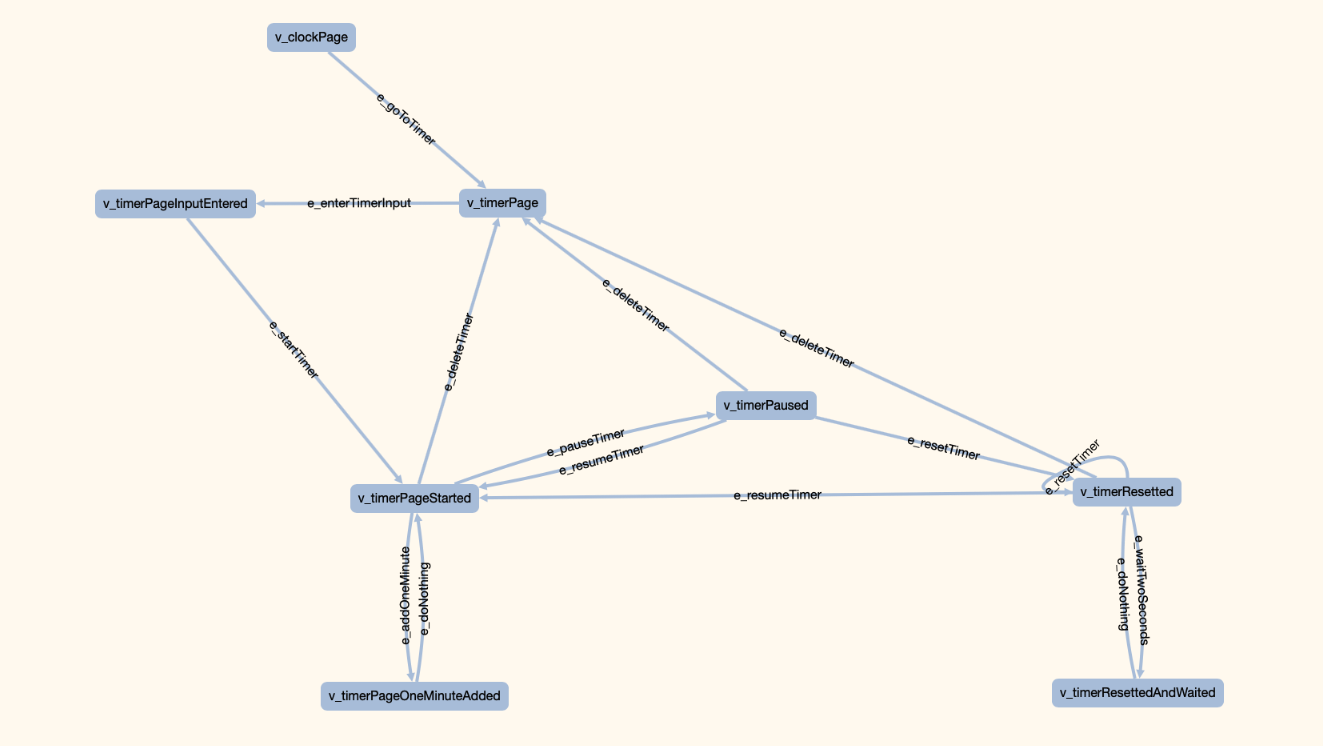 v_clockPage
e_goToTimer
v_timerPageInputEntered
e_enterTimerInput
v_timerPage
e_startTimer
e_deleteTimer
e_deleteTimer
e_deleteTimer
v_timerPaused
e_pauseTimer
e_resumeTimer
e_resetTimer
e_resetTimer
v_timerPageStarted
e_resumeTimer
v_timerResetted
e_addOneMinute
e_doNothing
e_doNothing
e_waitTwoSeconds
v_timerPageOneMinuteAdded
v_timerResettedAndWaited